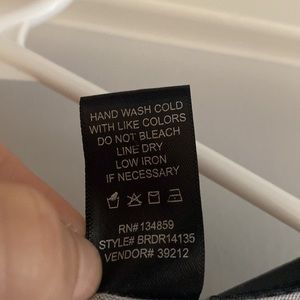 HAND WASH COLD
WITH LIKE COLORS
DO NOT BLEACH
LINE DRY
LOW IRON
IF NECESSARY
RN# 134859
STYLE# BRDR14135
VENDOR# 39212